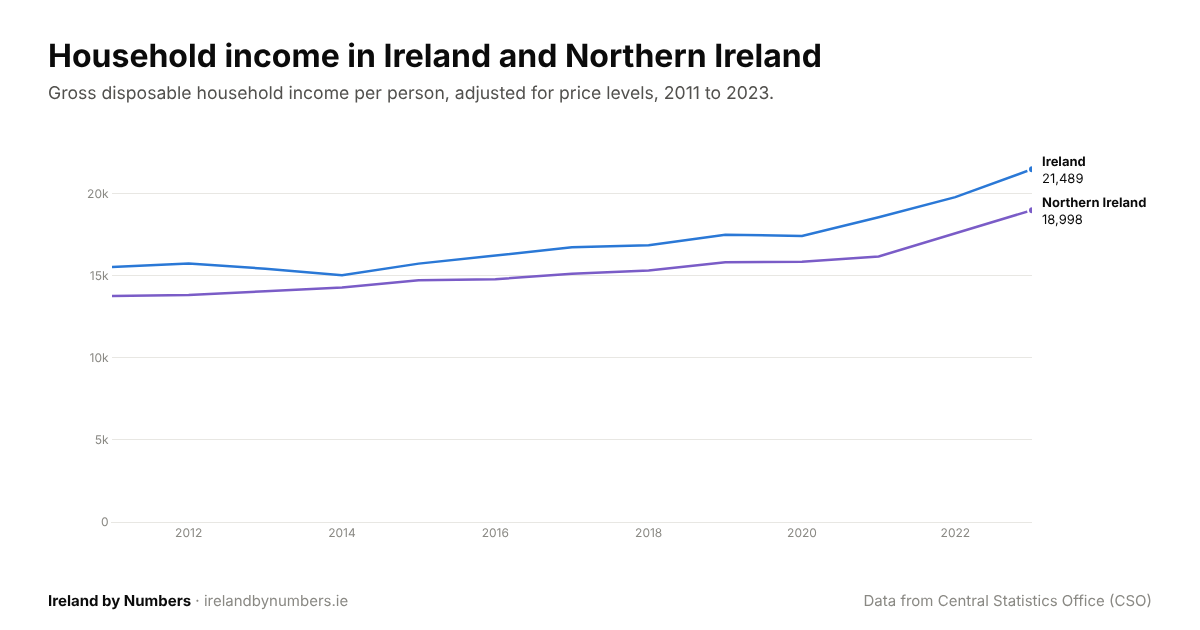 Household income in Ireland and Northern Ireland
Gross disposable household income per person, adjusted for price levels, 2011 to 2023.
Ireland
21,489
20k
Northern Ireland
18,998
15k
10k
5k
0
2012 2014 2016 2018 2020 2022
Ireland by Numbers · irelandbynumbers.ie
Data from Central Statistics Office (CSO)